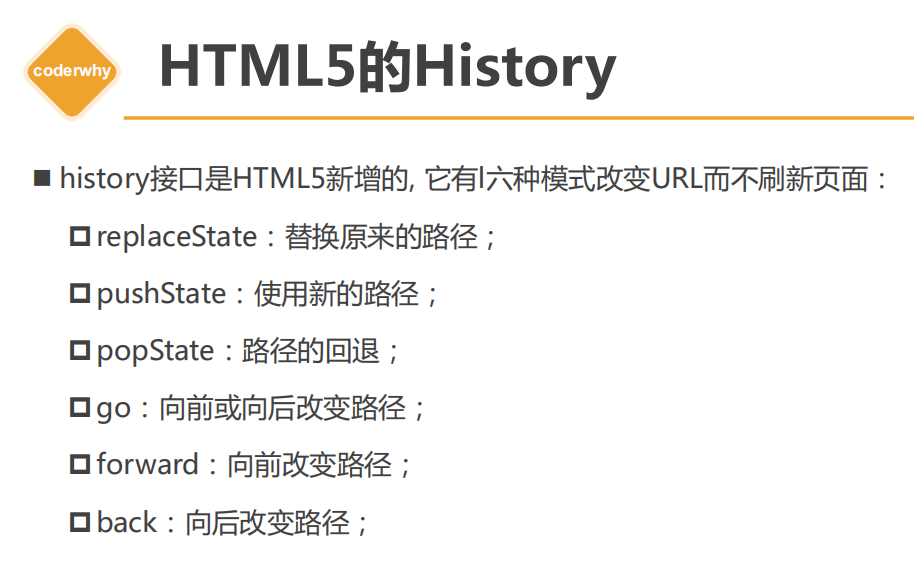 coderwhy
HTML5的History
history接口是HTML5新增的, 它有l六种模式改变URL而不刷新页面：
replaceState：替换原来的路径；
pushState：使用新的路径；
popState：路径的回退；
go：向前或向后改变路径；
forward：向前改变路径；
back：向后改变路径；